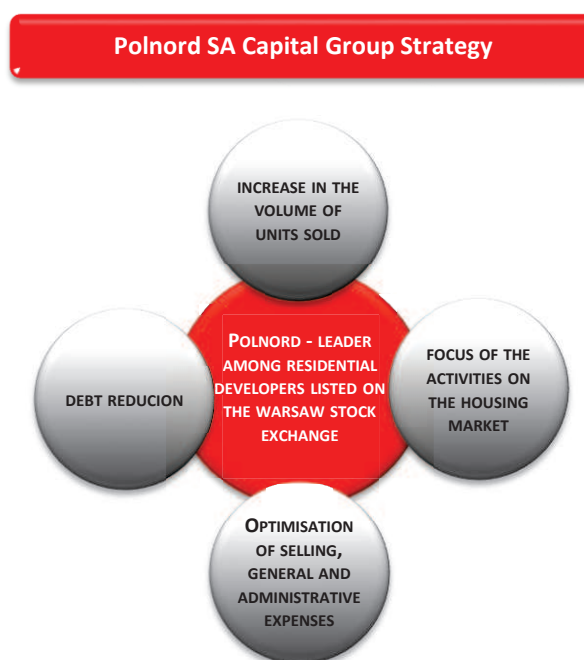 Polnord SA Capital Group Strategy
INCREASE IN THE
VOLUME OF
UNITS SOLD
POLNORD - LEADER
AMONG RESIDENTIAL
DEVELOPERS LISTED ON
THE WARSAW STOCK
EXCHANGE
DEBT REDUCION
FOCUS OF THE
ACTIVITIES ON
THE HOUSING
MARKET
OPTIMISATION
OF SELLING,
GENERAL AND
ADMINISTRATIVE
EXPENSES